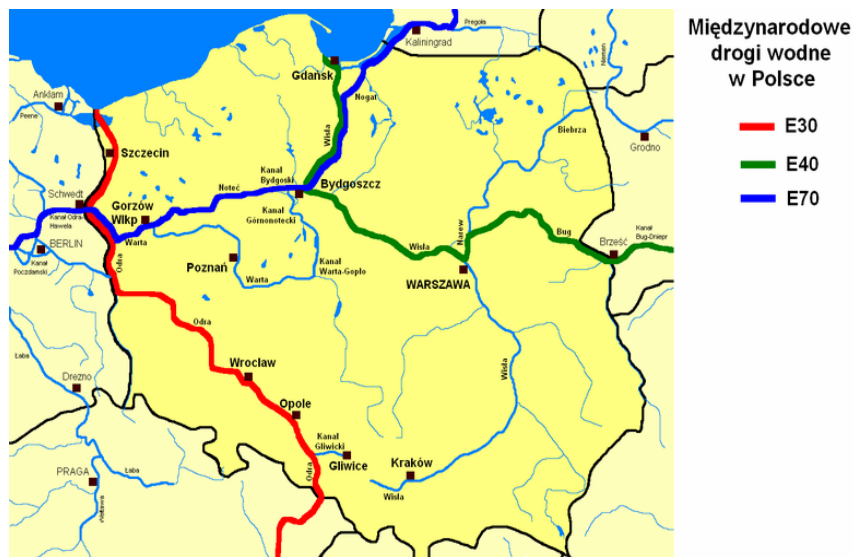 Międzynarodowe
drogi wodne
w Polsce
E30
E40
E70
Kaliningrad
Pregoła
Gdańsk
Nogat
Wisła
Niemen
Anklam
Peene
Szczecin
Biebrza
Grodno
Schwedt
Gorzów
Wlkp
Noteć
Kanał
Bydgoski
Bydgoszcz
Kanał
Górnonotecki
Kanał Odra-
Hawela
Warta
BERLIN
Kanał
Poczdamski
Odra
Poznań
Warta
Kanał
Warta-Gopło
Wisła
Narew
Bug
Brześć
Kanał
Bug-Dniepr
WARSZAWA
Odra
Łaba
Drezno
Wrocław
Wisła
Opole
Kanał
Gliwicki
Gliwice
Odra
Kraków
Wisła
PRAGA
Łaba